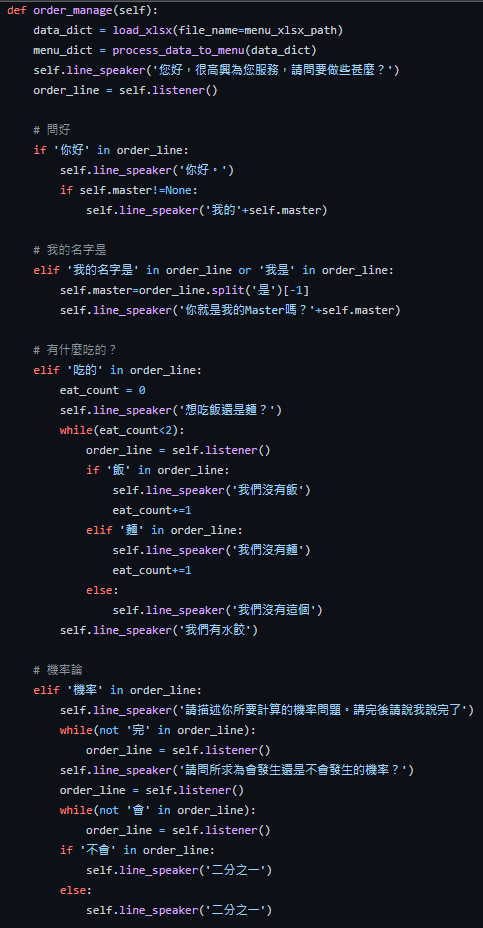 def order_manage(self):
    data_dict = load_xlsx(file_name=menu_xlsx_path)
    menu_dict = process_data_to_menu(data_dict)
    self.line_speaker('您好，很高興為您服務，請問要做些甚麼？')
    order_line = self.listener()

    # 問好
    if '你好' in order_line:
        self.line_speaker('你好。')
        if self.master!=None:
            self.line_speaker('我的'+self.master)

    # 我的名字是
    elif '我的名字是' in order_line or '我是' in order_line:
        self.master=order_line.split('是')[-1]
        self.line_speaker('你就是我的Master嗎？'+self.master)

    # 有什麼吃的？
    elif '吃的' in order_line:
        eat_count = 0
        self.line_speaker('想吃飯還是麵？')
        while(eat_count<2):
            order_line = self.listener()
            if '飯' in order_line:
                self.line_speaker('我們沒有飯')
                eat_count+=1
            elif '麵' in order_line:
                self.line_speaker('我們沒有麵')
                eat_count+=1
            else:
                self.line_speaker('我們沒有這個')
        self.line_speaker('我們有水餃')

    # 機率論
    elif '機率' in order_line:
        self.line_speaker('請描述你所要計算的機率問題。講完後請說我說完了')
        while(not '完' in order_line):
            order_line = self.listener()
        self.line_speaker('請問所求為會發生還是不會發生的機率？')
        order_line = self.listener()
        while(not '會' in order_line):
            order_line = self.listener()
        if '不會' in order_line:
            self.line_speaker('二分之一')
        else:
            self.line_speaker('二分之一')